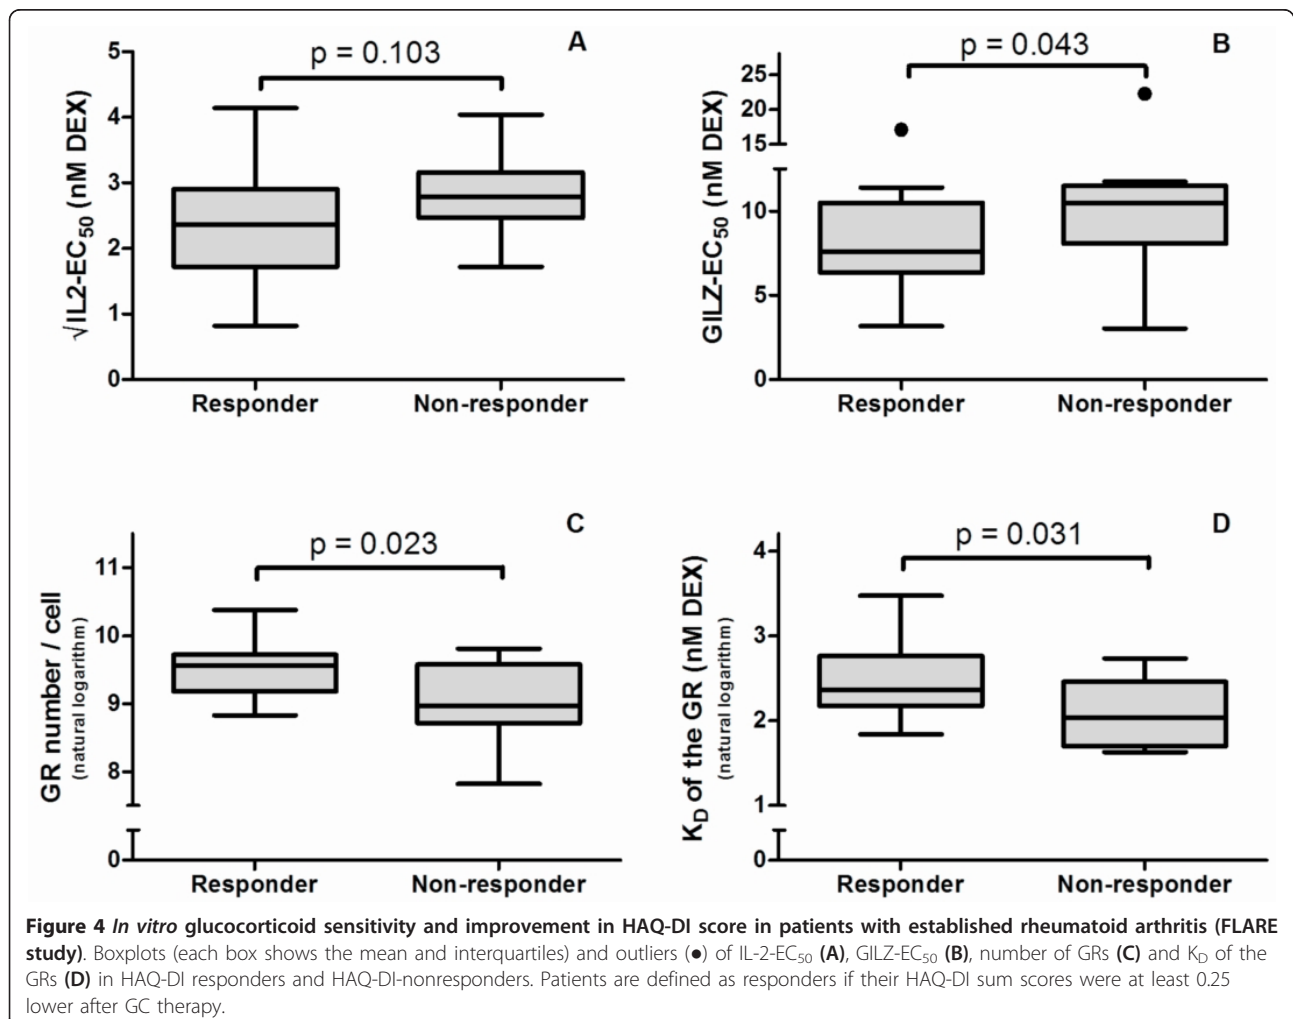 A
p = 0.103
√IL2-EC50 (nM DEX)
5
4
3
2
1
0
Responder
Non-responder
B
p = 0.043
GILZ-EC50 (nM DEX)
25
20
15
10
5
0
Responder
Non-responder
C
p = 0.023
GR number / cell
(natural logarithm)
11
10
9
8
0
Responder
Non-responder
D
p = 0.031
KD of the GR (nM DEX)
(natural logarithm)
4
3
2
1
0
Responder
Non-responder
Figure 4 In vitro glucocorticoid sensitivity and improvement in HAQ-DI score in patients with established rheumatoid arthritis (FLARE
study). Boxplots (each box shows the mean and interquartiles) and outliers (●) of IL-2-EC50 (A), GILZ-EC50 (B), number of GRs (C) and KD of the
GRs (D) in HAQ-DI responders and HAQ-DI-nonresponders. Patients are defined as responders if their HAQ-DI sum scores were at least 0.25
lower after GC therapy.